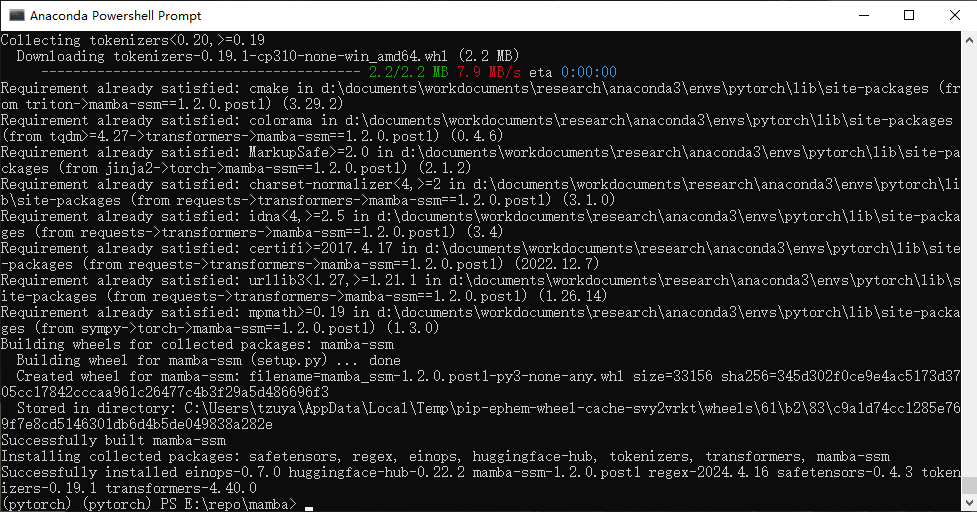 Anaconda Powershell Prompt
Collecting tokenizers<0.20,>=0.19
  Downloading tokenizers-0.19.1-cp310-none-win_amd64.whl (2.2 MB)
     ---------------------------------------- 2.2/2.2 MB 7.9 MB/s eta 0:00:00
Requirement already satisfied: cmake in d:\documents\workdocuments\research\anaconda3\envs\pytorch\lib\site-packages (fr
om triton->mamba-ssm==1.2.0.post1) (3.29.2)
Requirement already satisfied: colorama in d:\documents\workdocuments\research\anaconda3\envs\pytorch\lib\site-packages
(from tqdm>=4.27->transformers->mamba-ssm==1.2.0.post1) (0.4.6)
Requirement already satisfied: MarkupSafe>=2.0 in d:\documents\workdocuments\research\anaconda3\envs\pytorch\lib\site-pa
ckages (from jinja2->torch->mamba-ssm==1.2.0.post1) (2.1.2)
Requirement already satisfied: charset-normalizer<4,>=2 in d:\documents\workdocuments\research\anaconda3\envs\pytorch\li
b\site-packages (from requests->transformers->mamba-ssm==1.2.0.post1) (3.1.0)
Requirement already satisfied: idna<4,>=2.5 in d:\documents\workdocuments\research\anaconda3\envs\pytorch\lib\site-packa
ges (from requests->transformers->mamba-ssm==1.2.0.post1) (3.4)
Requirement already satisfied: certifi>=2017.4.17 in d:\documents\workdocuments\research\anaconda3\envs\pytorch\lib\site
-packages (from requests->transformers->mamba-ssm==1.2.0.post1) (2022.12.7)
Requirement already satisfied: urllib3<1.27,>=1.21.1 in d:\documents\workdocuments\research\anaconda3\envs\pytorch\lib\s
ite-packages (from requests->transformers->mamba-ssm==1.2.0.post1) (1.26.14)
Requirement already satisfied: mpmath>=0.19 in d:\documents\workdocuments\research\anaconda3\envs\pytorch\lib\site-packa
ges (from sympy->torch->mamba-ssm==1.2.0.post1) (1.3.0)
Building wheels for collected packages: mamba-ssm
  Building wheel for mamba-ssm (setup.py) ... done
  Created wheel for mamba-ssm: filename=mamba_ssm-1.2.0.post1-py3-none-any.whl size=33156 sha256=345d302f0ce9e4ac5173d37
05cc17842cccaa961c26477c4b3f29a5d486696f3
  Stored in directory: C:\Users\tzuya\AppData\Local\Temp\pip-ephem-wheel-cache-svy2vrkt\wheels\61\b2\83\c9a1d74cc1285e76
9f7e8cd5146301db6d4b5de049838a282e
Successfully built mamba-ssm
Installing collected packages: safetensors, regex, einops, huggingface-hub, tokenizers, transformers, mamba-ssm
Successfully installed einops-0.7.0 huggingface-hub-0.22.2 mamba-ssm-1.2.0.post1 regex-2024.4.16 safetensors-0.4.3 token
izers-0.19.1 transformers-4.40.0
(pytorch) (pytorch) PS E:\repo\mamba>